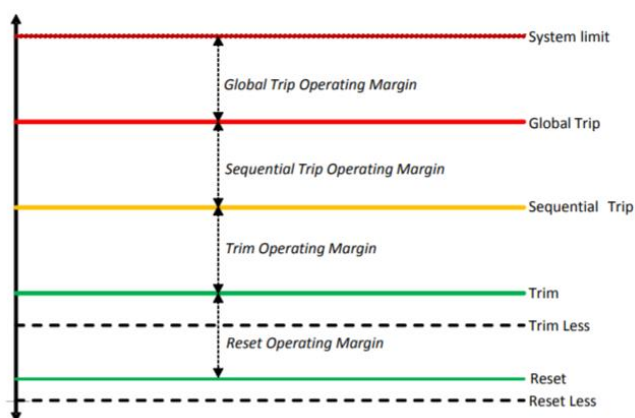 System limit
Global Trip Operating Margin
Global Trip
Sequential Trip Operating Margin
Sequential Trip
Trim Operating Margin
Trim
Trim Less
Reset Operating Margin
Reset
Reset Less